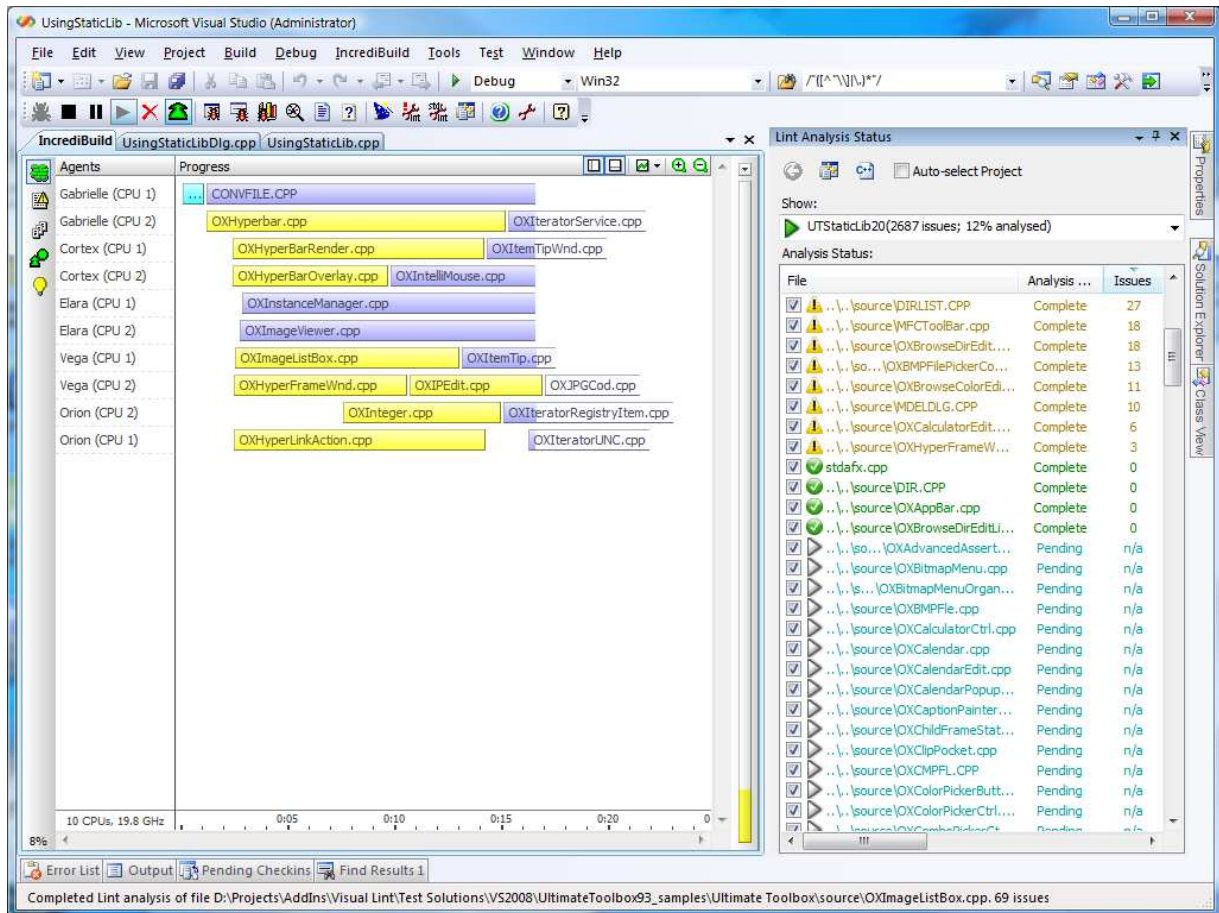 UsingStaticLib - Microsoft Visual Studio (Administrator)
File Edit View Project Build Debug IncrediBuild Tools Test Window Help
Debug Win32 /"([^"\\]|\\.)*"/
IncrediBuild UsingStaticLibDlg.cpp UsingStaticLib.cpp
Agents Progress
Gabrielle (CPU 1) ... CONVFILE.CPP
Gabrielle (CPU 2) OXHyperbar.cpp OXIteratorService.cpp
Cortex (CPU 1) OXHyperBarRender.cpp OXItemTipWnd.cpp
Cortex (CPU 2) OXHyperBarOverlay.cpp OXIntelliMouse.cpp
Elara (CPU 1) OXInstanceManager.cpp
Elara (CPU 2) OXImageViewer.cpp
Vega (CPU 1) OXImageListBox.cpp OXItemTip.cpp
Vega (CPU 2) OXHyperFrameWnd.cpp OXIPEdit.cpp OXJPGCod.cpp
Orion (CPU 2) OXInteger.cpp OXIteratorRegistryItem.cpp
Orion (CPU 1) OXHyperLinkAction.cpp OXIteratorUNC.cpp
10 CPUs, 19.8 GHz 0:05 0:10 0:15 0:20 0
8%
Lint Analysis Status
Auto-select Project
Show:
UTStaticLib20(2687 issues; 12% analysed)
Analysis Status:
File Analysis ... Issues
..\..\source\DIRLIST.CPP Complete 27
..\..\source\MFCToolBar.cpp Complete 18
..\..\source\OXBrowseDirEdit.... Complete 18
..\..\so...\OXBMPFilePickerCo... Complete 13
..\..\source\OXBrowseColorEdi... Complete 11
..\..\source\MDELDLG.CPP Complete 10
..\..\source\OXCalculatorEdit.... Complete 6
..\..\source\OXHyperFrameW... Complete 3
stdafx.cpp Complete 0
..\..\source\DIR.CPP Complete 0
..\..\source\OXAppBar.cpp Complete 0
..\..\source\OXBrowseDirEditLi... Complete 0
..\..\so...\OXAdvancedAssert... Pending n/a
..\..\source\OXBitmapMenu.cpp Pending n/a
..\..\s...\OXBitmapMenuOrgan... Pending n/a
..\..\source\OXBMPFle.cpp Pending n/a
..\..\source\OXCalculatorCtrl.cpp Pending n/a
..\..\source\OXCalendar.cpp Pending n/a
..\..\source\OXCalendarEdit.cpp Pending n/a
..\..\source\OXCalendarPopup... Pending n/a
..\..\source\OXCaptionPainter... Pending n/a
..\..\source\OXChildFrameStat... Pending n/a
..\..\source\OXClipPocket.cpp Pending n/a
..\..\source\OXCMPFL.CPP Pending n/a
..\..\source\OXColorPickerButt... Pending n/a
..\..\source\OXColorPickerCtrl.... Pending n/a
Properties
Solution Explorer
Class View
Error List Output Pending Checkins Find Results 1
Completed Lint analysis of file D:\Projects\AddIns\Visual Lint\Test Solutions\VS2008\UltimateToolbox93_samples\Ultimate Toolbox\source\OXImageListBox.cpp. 69 issues